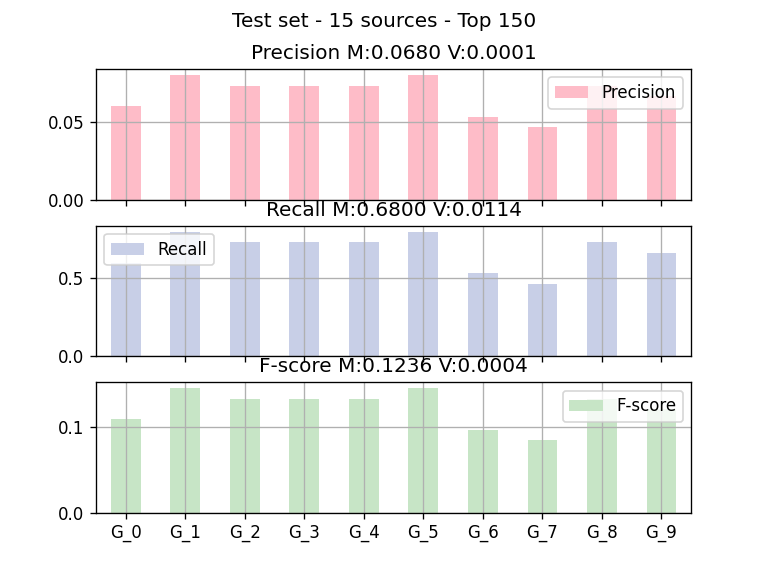 Test set - 15 sources - Top 150
Precision M:0.0680 V:0.0001
Precision
0.05
0.00
Recall M:0.6800 V:0.0114
Recall
0.5
0.0
F-score M:0.1236 V:0.0004
F-score
0.1
0.0
G_0 G_1 G_2 G_3 G_4 G_5 G_6 G_7 G_8 G_9